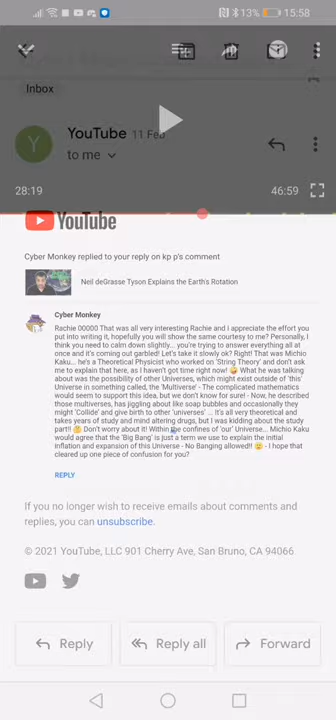 13% 15:58
Inbox
Y
YouTube 11 Feb
to me
28:19
46:59
YouTube
Cyber Monkey replied to your reply on kp p's comment
Neil deGrasse Tyson Explains the Earth's Rotation
Cyber Monkey
Rachie 00000 That was all very interesting Rachie and I appreciate the effort you
put into writing it, hopefully you will show the same courtesy to me? Personally, I
think you need to calm down slightly... you're trying to answer everything all at
once and it's coming out garbled! Let's take it slowly ok? Right! That was Michio
Kaku... he's a Theoretical Physicist who worked on 'String Theory' and don't ask
me to explain that here, as I haven't got time right now! 🤪 What he was talking
about was the possibility of other Universes, which might exist outside of 'this'
Universe in something called, the 'Multiverse' - The complicated mathematics
would seem to support this idea, but we don't know for sure! - Now, he described
those multiverses, has jiggling about like soap bubbles and occasionally they
might 'Collide' and give birth to other 'universes' ... It's all very theoretical and
takes years of study and mind altering drugs, but I was kidding about the study
part!! 🤔 Don't worry about it! Within the confines of 'our' Universe... Michio Kaku
would agree that the 'Big Bang' is just a term we use to explain the initial
inflation and expansion of this Universe - No Banging allowed!! 🙂 - I hope that
cleared up one piece of confusion for you?
REPLY
If you no longer wish to receive emails about comments
and replies, you can unsubscribe.
© 2021 YouTube, LLC 901 Cherry Ave, San Bruno, CA 94066
Reply
Reply all
Forward